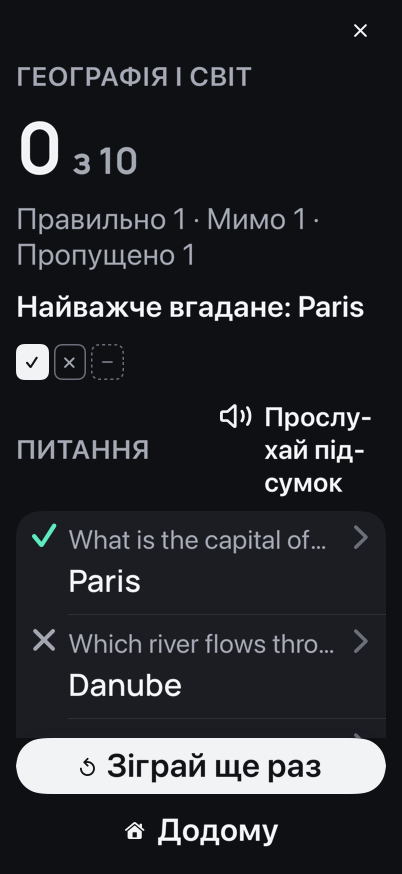 ГЕОГРАФІЯ І СВІТ
0 з 10
Правильно 1 · Мимо 1 ·
Пропущено 1
Найважче вгадане: Paris
ПИТАННЯ
Прослу-
хай під-
сумок
What is the capital of...
Paris
Which river flows thro...
Danube
Зіграй ще раз
Додому